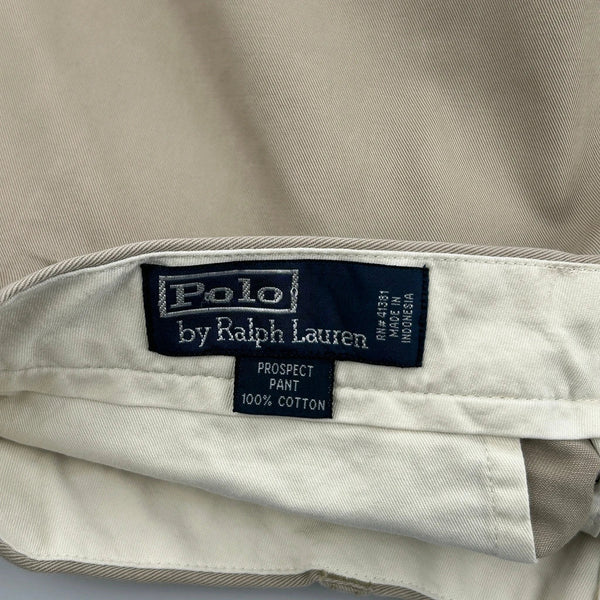 Polo
by Ralph Lauren
RN# 41381
MADE IN
INDONESIA
PROSPECT
PANT
100% COTTON